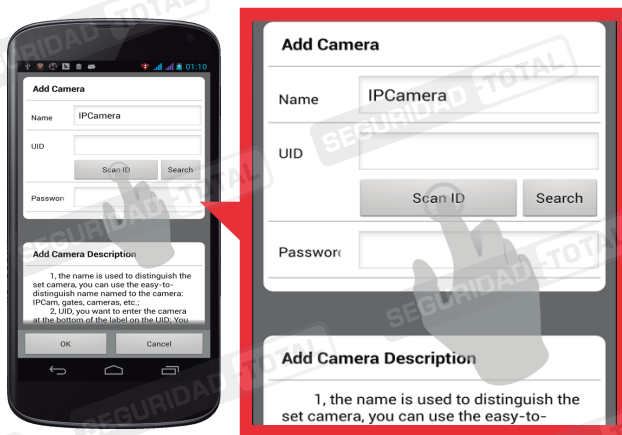 01:10
Add Camera
Name
IPCamera
UID
Scan ID
Search
Passwor
Add Camera Description
1, the name is used to distinguish the
set camera, you can use the easy-to-
distinguish name named to the camera:
IPCam, gates, cameras, etc.;
2, UID, you want to enter the camera
at the bottom of the label on the UID; You
OK
Cancel
Add Camera
Name
IPCamera
UID
Scan ID
Search
Passwor
Add Camera Description
1, the name is used to distinguish the
set camera, you can use the easy-to-
SEGURIDAD-TOTAL
SEGURIDAD-TOTAL
SEGURIDAD-TOTAL
SEGURIDAD-TOTAL
SEGURIDAD-TOTAL